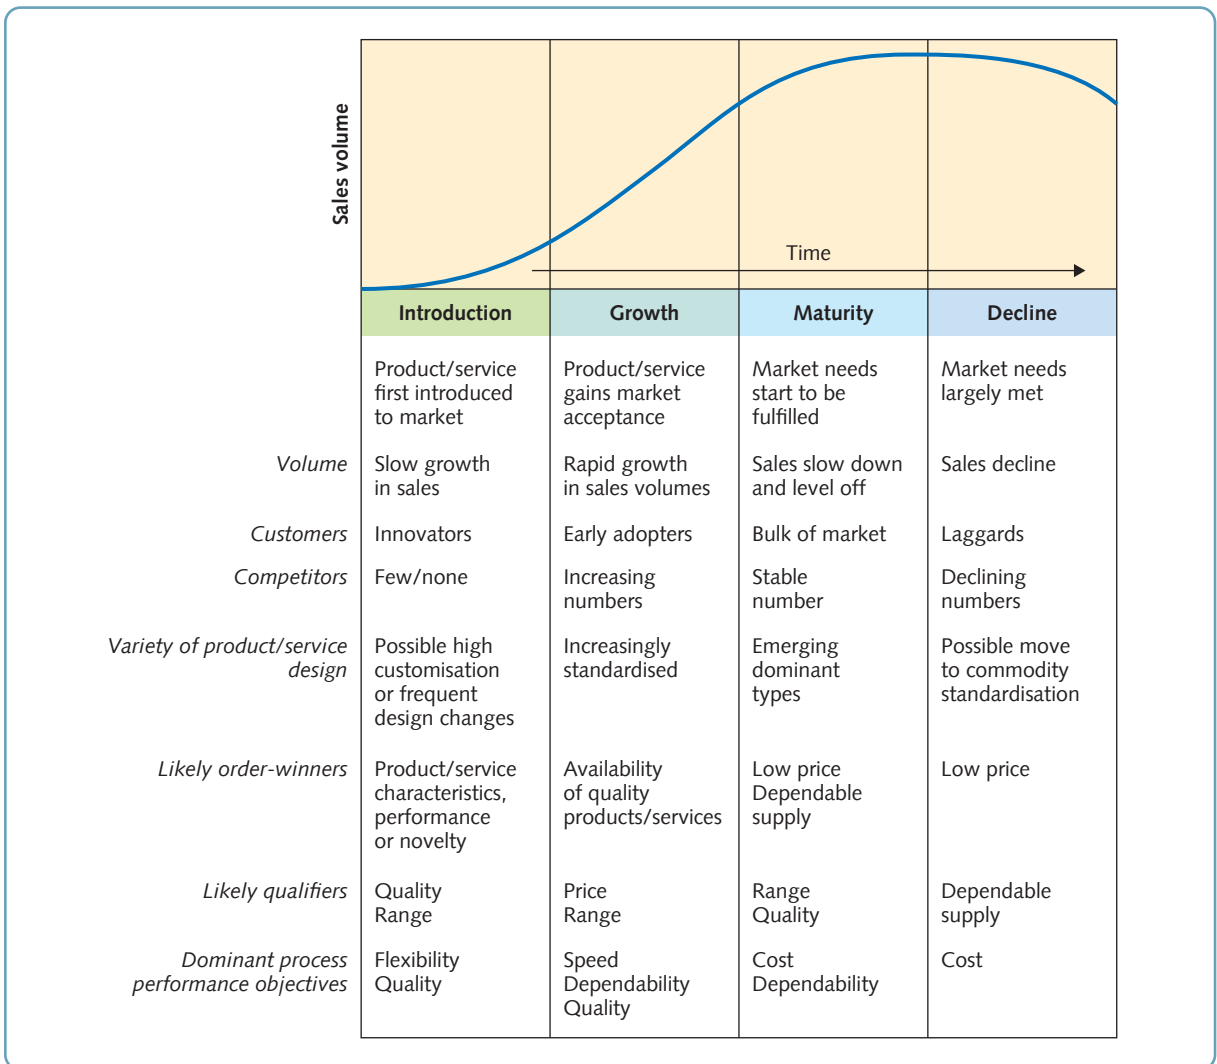 Sales volume
Time
Introduction
Growth
Maturity
Decline
Product/service
first introduced
to market
Product/service
gains market
acceptance
Market needs
start to be
fulfilled
Market needs
largely met
Volume
Slow growth
in sales
Rapid growth
in sales volumes
Sales slow down
and level off
Sales decline
Customers
Innovators
Early adopters
Bulk of market
Laggards
Competitors
Few/none
Increasing
numbers
Stable
number
Declining
numbers
Variety of product/service
design
Possible high
customisation
or frequent
design changes
Increasingly
standardised
Emerging
dominant
types
Possible move
to commodity
standardisation
Likely order-winners
Product/service
characteristics,
performance
or novelty
Availability
of quality
products/services
Low price
Dependable
supply
Low price
Likely qualifiers
Quality
Range
Price
Range
Range
Quality
Dependable
supply
Dominant process
performance objectives
Flexibility
Quality
Speed
Dependability
Quality
Cost
Dependability
Cost